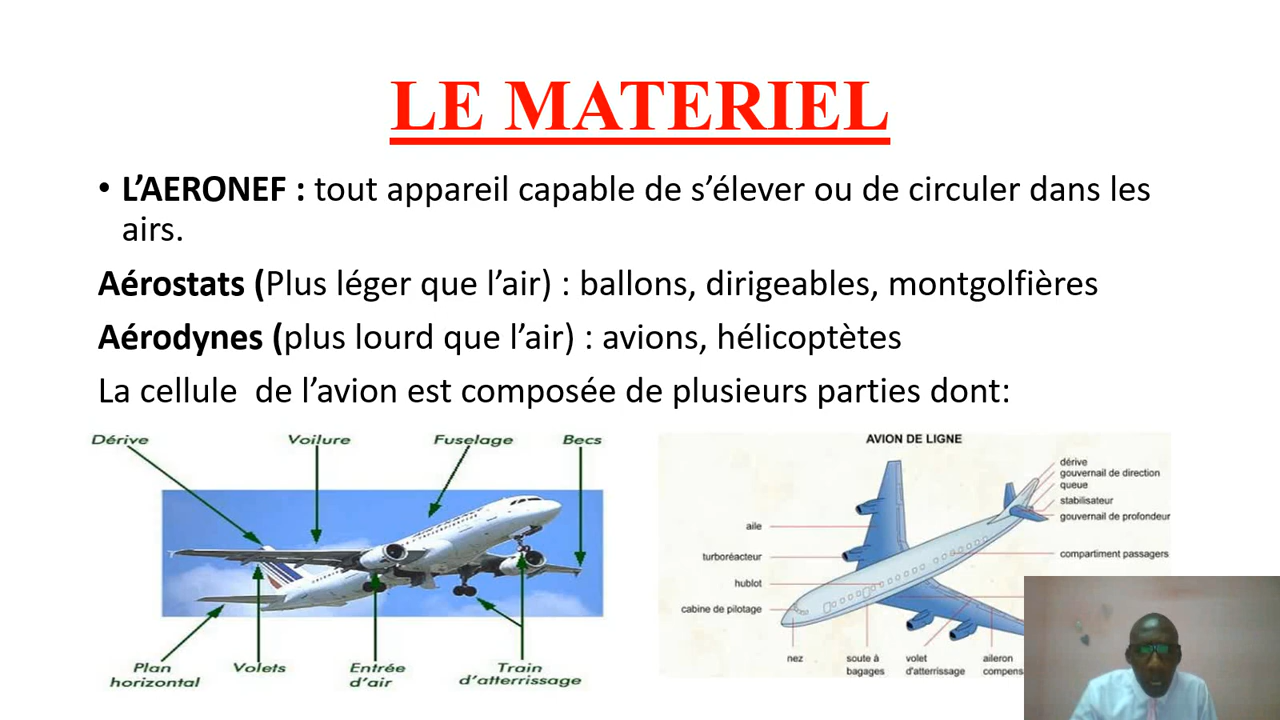 LE MATERIEL
• L’AERONEF : tout appareil capable de s’élever ou de circuler dans les
airs.
Aérostats (Plus léger que l’air) : ballons, dirigeables, montgolfières
Aérodynes (plus lourd que l’air) : avions, hélicoptètes
La cellule  de l’avion est composée de plusieurs parties dont:
Dérive
Voilure
Fuselage
Becs
Plan
horizontal
Volets
Entrée
d’air
Train
d’atterrissage
AVION DE LIGNE
dérive
gouvernail de direction
queue
stabilisateur
gouvernail de profondeur
compartiment passagers
aile
turboréacteur
hublot
cabine de pilotage
nez
soute à
bagages
volet
d'atterrissage
aileron
compens